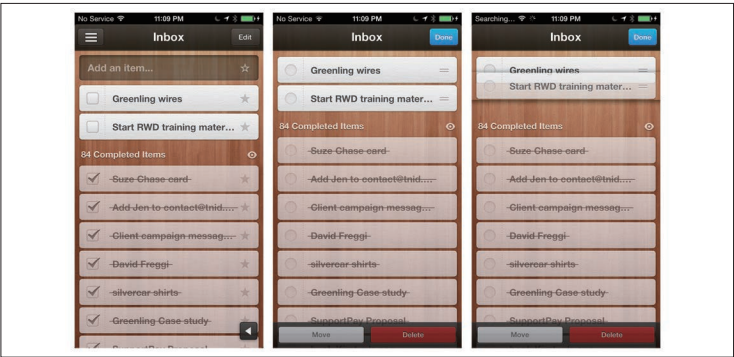 No Service 11:09 PM
Inbox
Edit
Add an item...
Greenling wires
Start RWD training mater...
84 Completed Items
Suze Chase card
Add Jen to contact@tnid....
Client campaign messag...
David Freggi
silvercar shirts
Greenling Case study
SupportPay Proposal
No Service 11:09 PM
Inbox
Done
Greenling wires
Start RWD training mater...
84 Completed Items
Suze Chase card
Add Jen to contact@tnid....
Client campaign messag...
David Freggi
silvercar shirts
Greenling Case study
SupportPay Proposal
Move Delete
Searching... 11:09 PM
Inbox
Done
Greenling wires
Start RWD training mater...
84 Completed Items
Suze Chase card
Add Jen to contact@tnid....
Client campaign messag...
David Freggi
silvercar shirts
Greenling Case study
SupportPay Proposal
Move Delete